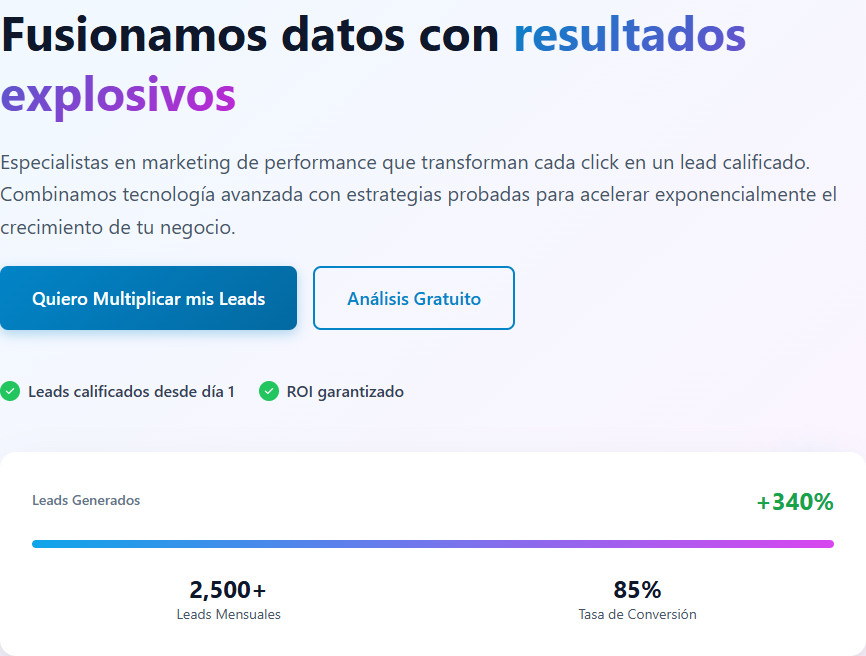 Fusionamos datos con resultados
explosivos
Especialistas en marketing de performance que transforman cada click en un lead calificado.
Combinamos tecnología avanzada con estrategias probadas para acelerar exponencialmente el
crecimiento de tu negocio.
Quiero Multiplicar mis Leads
Análisis Gratuito
Leads calificados desde día 1
ROI garantizado
Leads Generados
+340%
2,500+
Leads Mensuales
85%
Tasa de Conversión